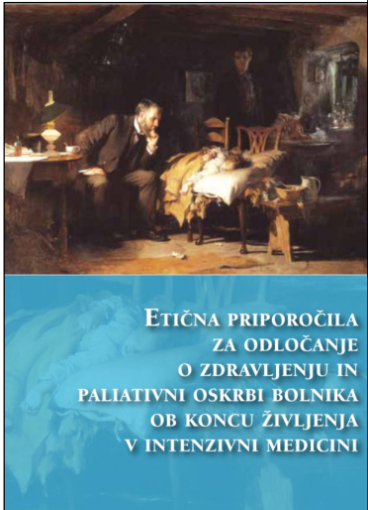 ETIČNA PRIPOROČILA
ZA ODLOČANJE
O ZDRAVLJENJU IN
PALIATIVNI OSKRBI BOLNIKA
OB KONCU ŽIVLJENJA
V INTENZIVNI MEDICINI